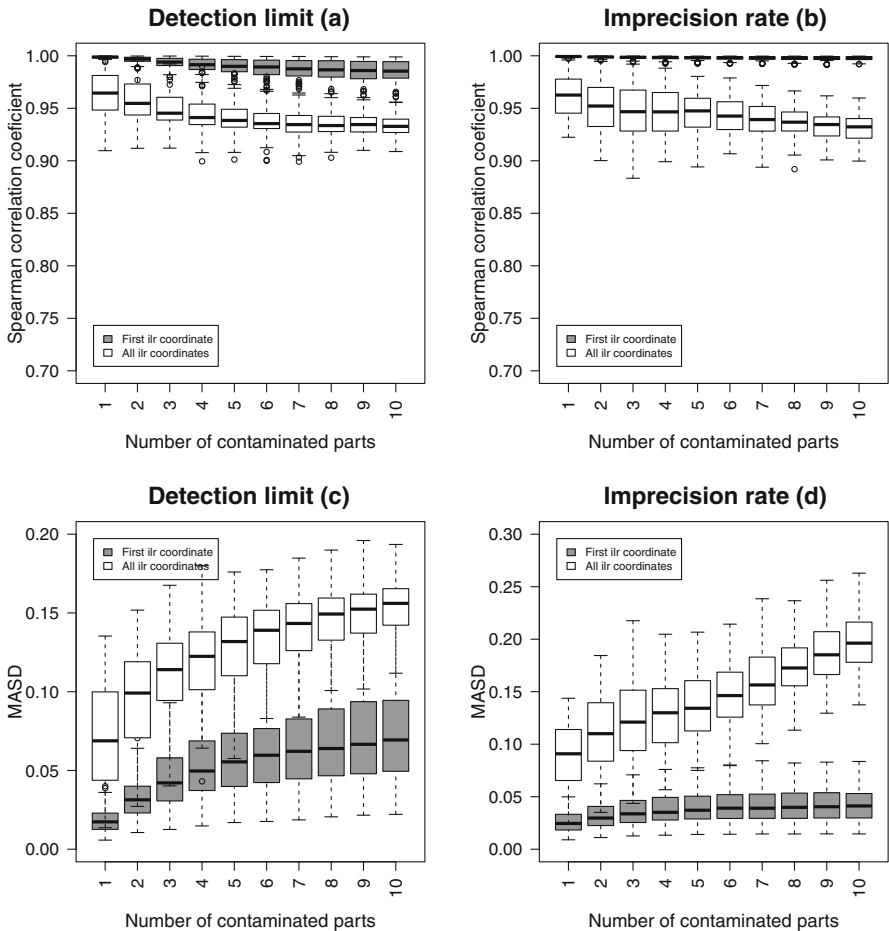 Detection limit (a)
Spearman correlation coeficient
1.00
0.95
0.90
0.85
0.80
0.75
0.70
First ilr coordinate
All ilr coordinates
1 2 3 4 5 6 7 8 9 10
Number of contaminated parts
Imprecision rate (b)
Spearman correlation coeficient
1.00
0.95
0.90
0.85
0.80
0.75
0.70
First ilr coordinate
All ilr coordinates
1 2 3 4 5 6 7 8 9 10
Number of contaminated parts
Detection limit (c)
MASD
0.20
0.15
0.10
0.05
0.00
First ilr coordinate
All ilr coordinates
1 2 3 4 5 6 7 8 9 10
Number of contaminated parts
Imprecision rate (d)
MASD
0.30
0.25
0.20
0.15
0.10
0.05
0.00
First ilr coordinate
All ilr coordinates
1 2 3 4 5 6 7 8 9 10
Number of contaminated parts